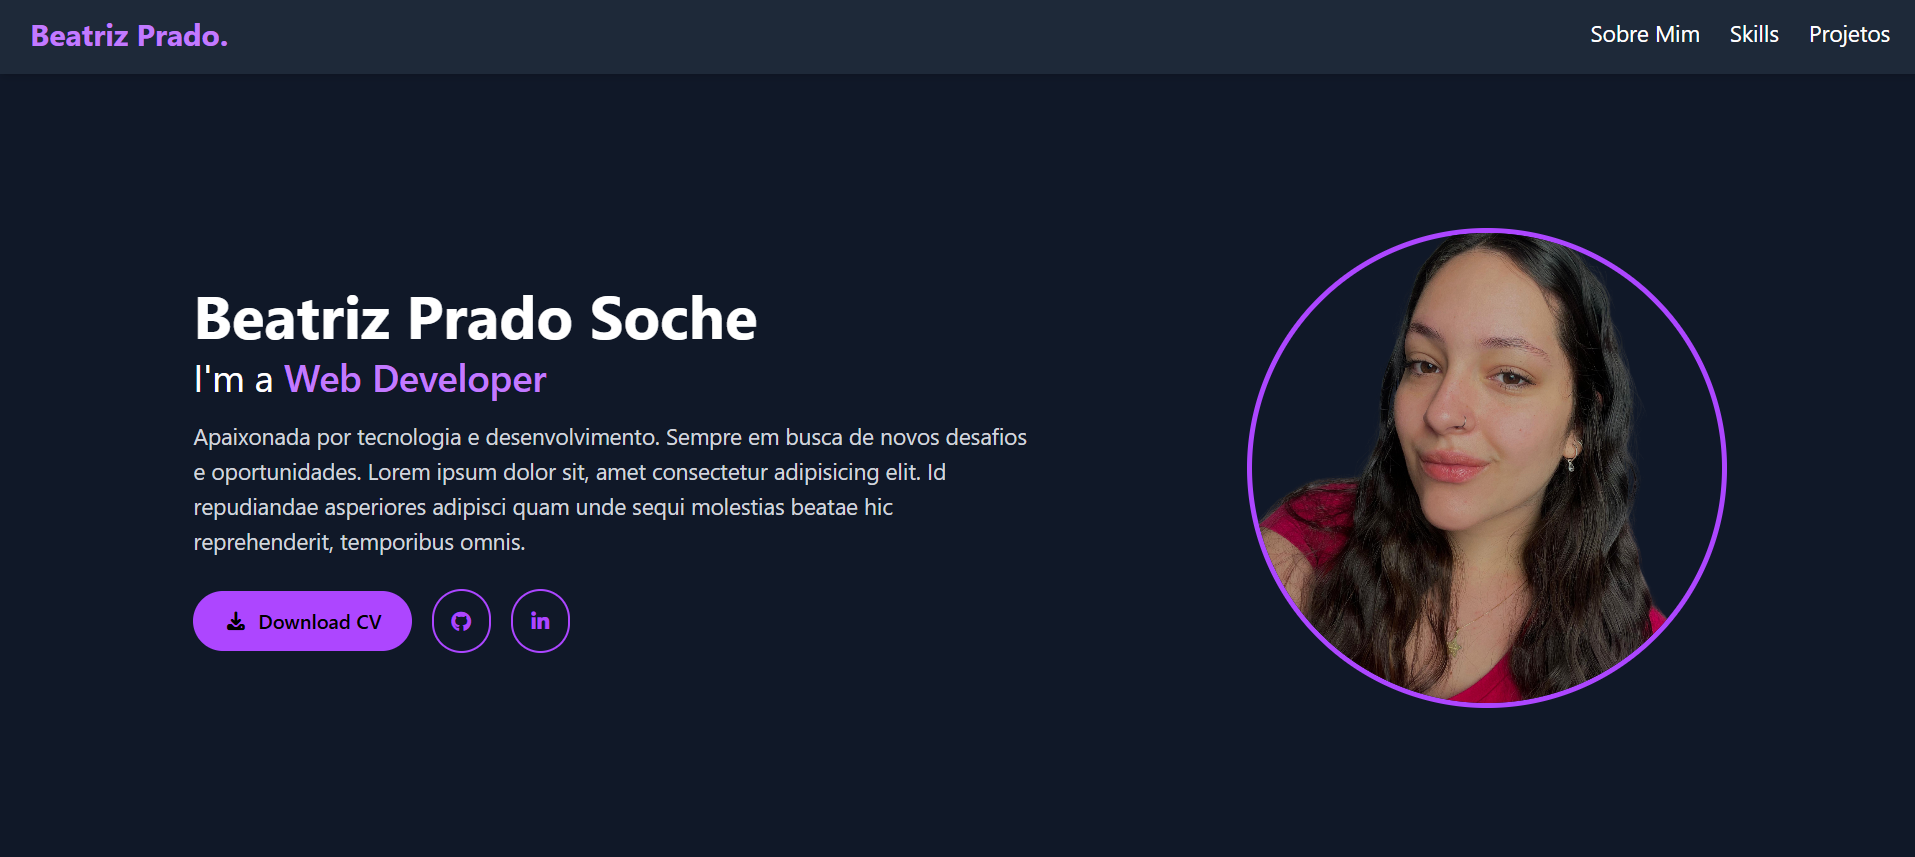 Beatriz Prado.
Sobre Mim
Skills
Projetos
Beatriz Prado Soche
I'm a Web Developer
Apaixonada por tecnologia e desenvolvimento. Sempre em busca de novos desafios
e oportunidades. Lorem ipsum dolor sit, amet consectetur adipisicing elit. Id
repudiandae asperiores adipisci quam unde sequi molestias beatae hic
reprehenderit, temporibus omnis.
Download CV
in